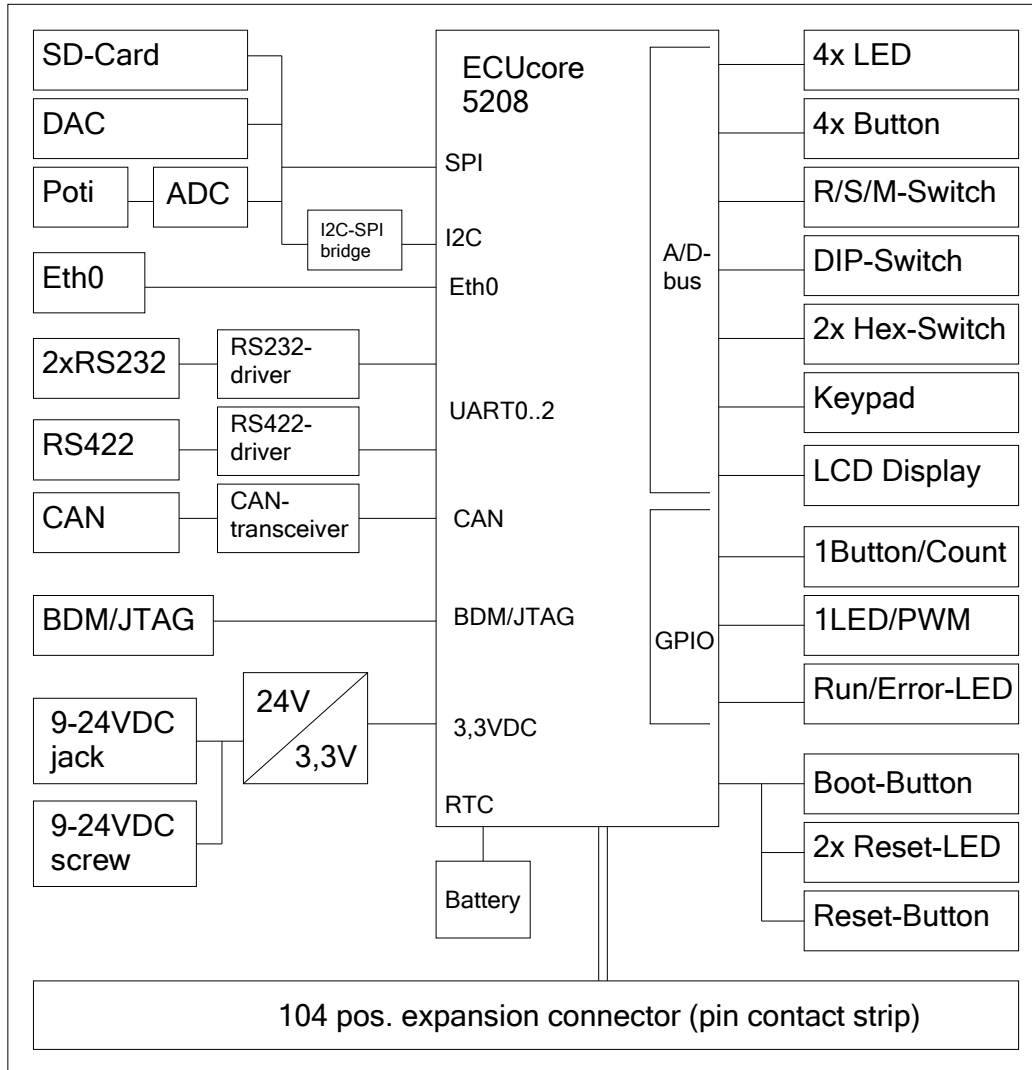 SD-Card
DAC
Poti
ADC
I2C-SPI
bridge
Eth0
2xRS232
RS232-
driver
RS422
RS422-
driver
CAN
CAN-
transceiver
BDM/JTAG
9-24VDC
jack
9-24VDC
screw
24V
3,3V
ECUcore
5208
SPI
I2C
Eth0
UART0..2
CAN
BDM/JTAG
3,3VDC
RTC
A/D-
bus
GPIO
Battery
4x LED
4x Button
R/S/M-Switch
DIP-Switch
2x Hex-Switch
Keypad
LCD Display
1Button/Count
1LED/PWM
Run/Error-LED
Boot-Button
2x Reset-LED
Reset-Button
104 pos. expansion connector (pin contact strip)